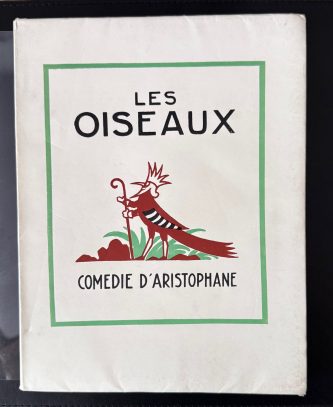 LES
OISEAUX
COMEDIE D'ARISTOPHANE